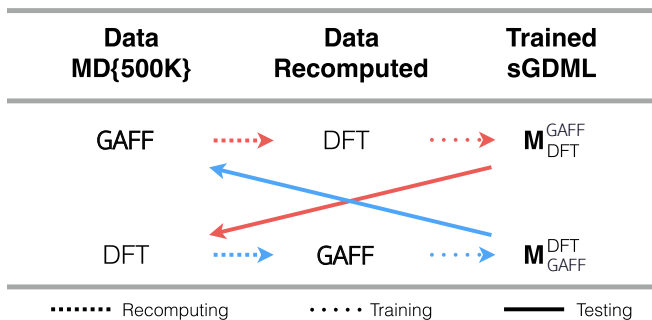 Data Data Trained
MD{500K} Recomputed sGDML
GAFF DFT M GAFF DFT
DFT GAFF M DFT GAFF
Recomputing Training Testing